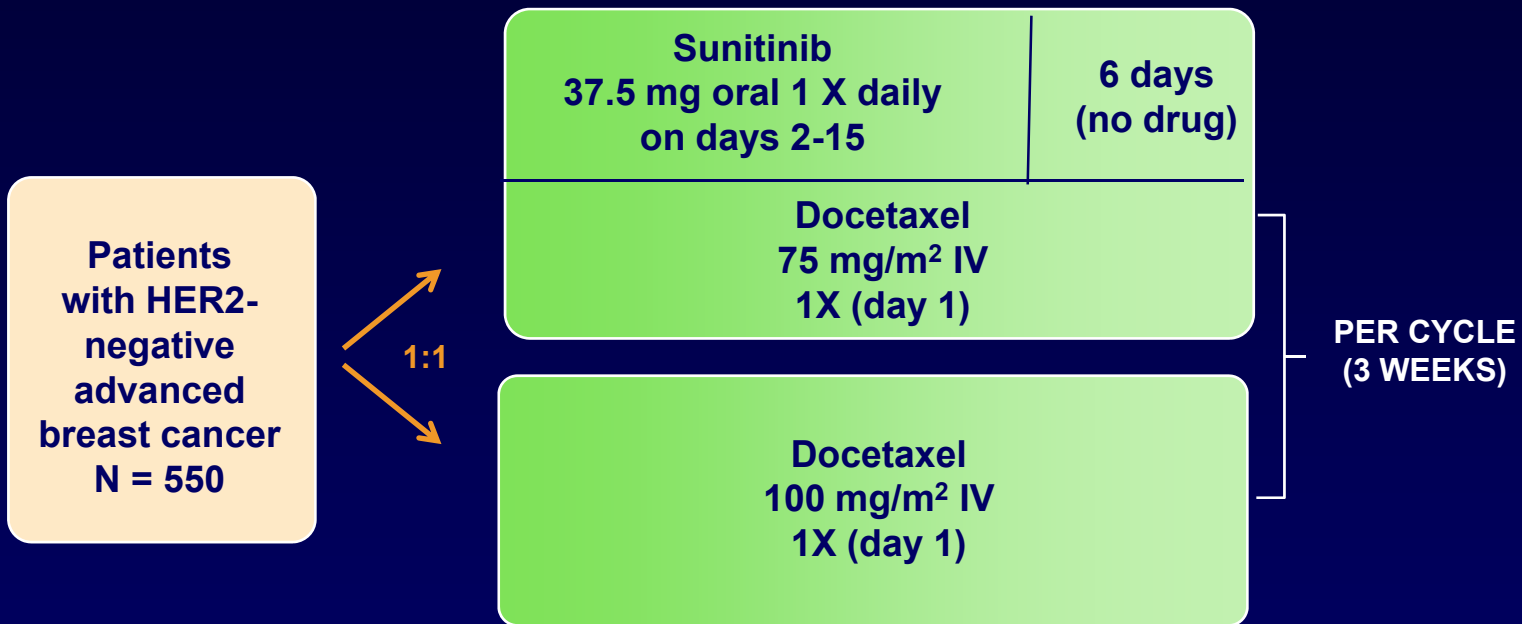 Patients
with HER2-
negative
advanced
breast cancer
N = 550
1:1
Sunitinib
37.5 mg oral 1 X daily
on days 2-15
6 days
(no drug)
Docetaxel
75 mg/m² IV
1X (day 1)
Docetaxel
100 mg/m² IV
1X (day 1)
PER CYCLE
(3 WEEKS)